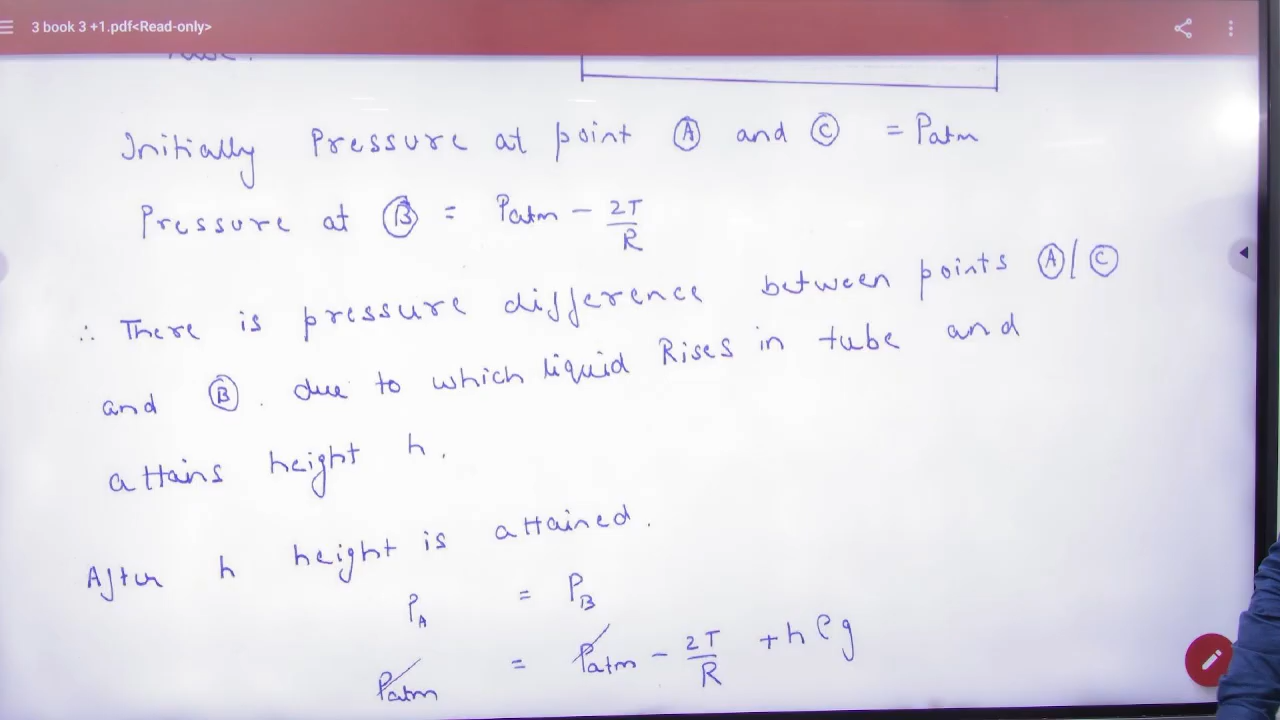 3 book 3 +1.pdf<Read-only>
Initially Pressure at point Ⓐ and Ⓒ = Patm
Pressure at Ⓑ = Patm - 2T/R
∴ There is pressure difference between points Ⓐ/Ⓒ
and Ⓑ. due to which liquid Rises in tube and
attains height h.
After h height is attained.
P_A = P_B
Patm = Patm - 2T/R + hρg